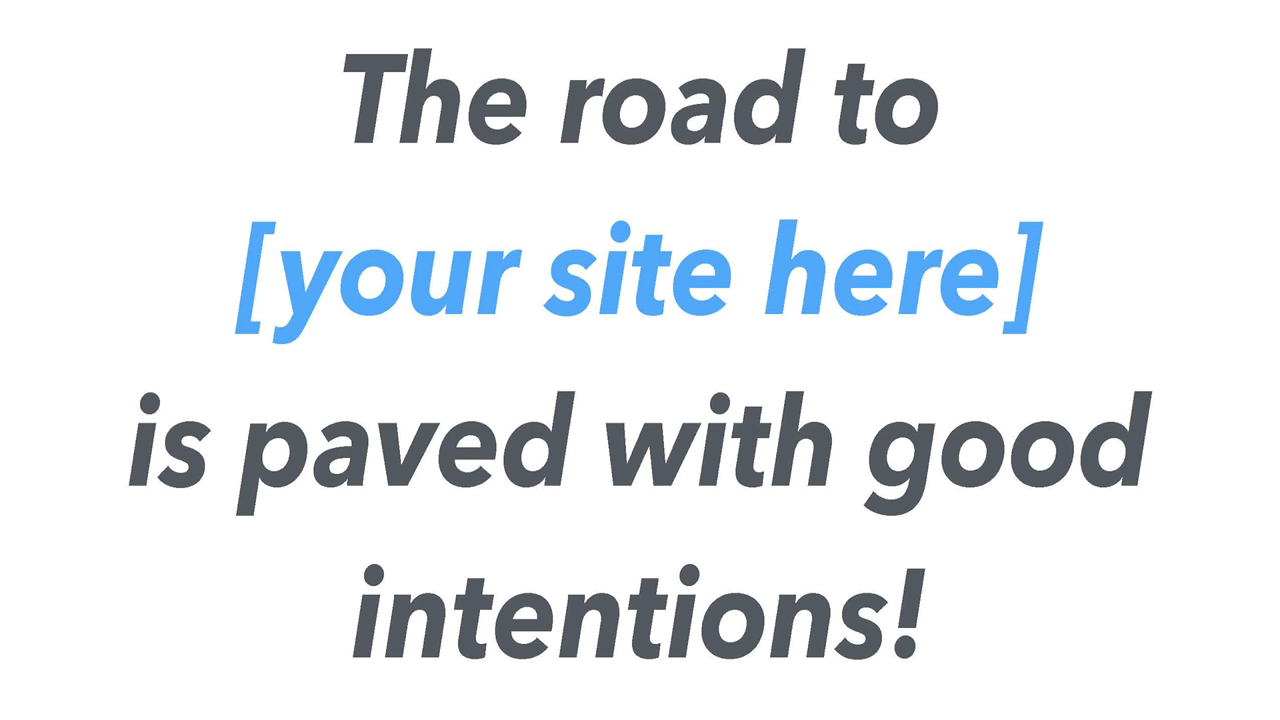 The road to
[your site here]
is paved with good
intentions!